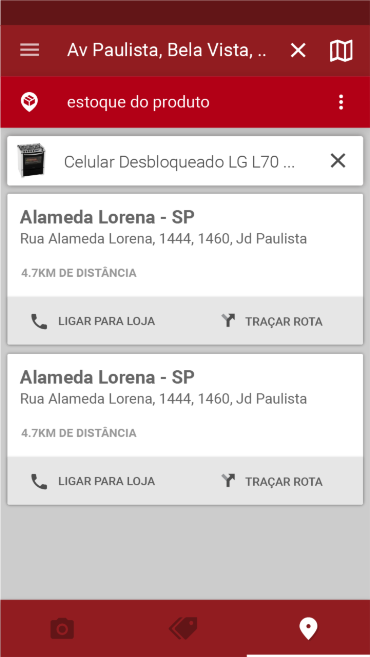 Av Paulista, Bela Vista, ..
estoque do produto
Celular Desbloqueado LG L70 ...
Alameda Lorena - SP
Rua Alameda Lorena, 1444, 1460, Jd Paulista
4.7KM DE DISTÂNCIA
LIGAR PARA LOJA
TRAÇAR ROTA
Alameda Lorena - SP
Rua Alameda Lorena, 1444, 1460, Jd Paulista
4.7KM DE DISTÂNCIA
LIGAR PARA LOJA
TRAÇAR ROTA